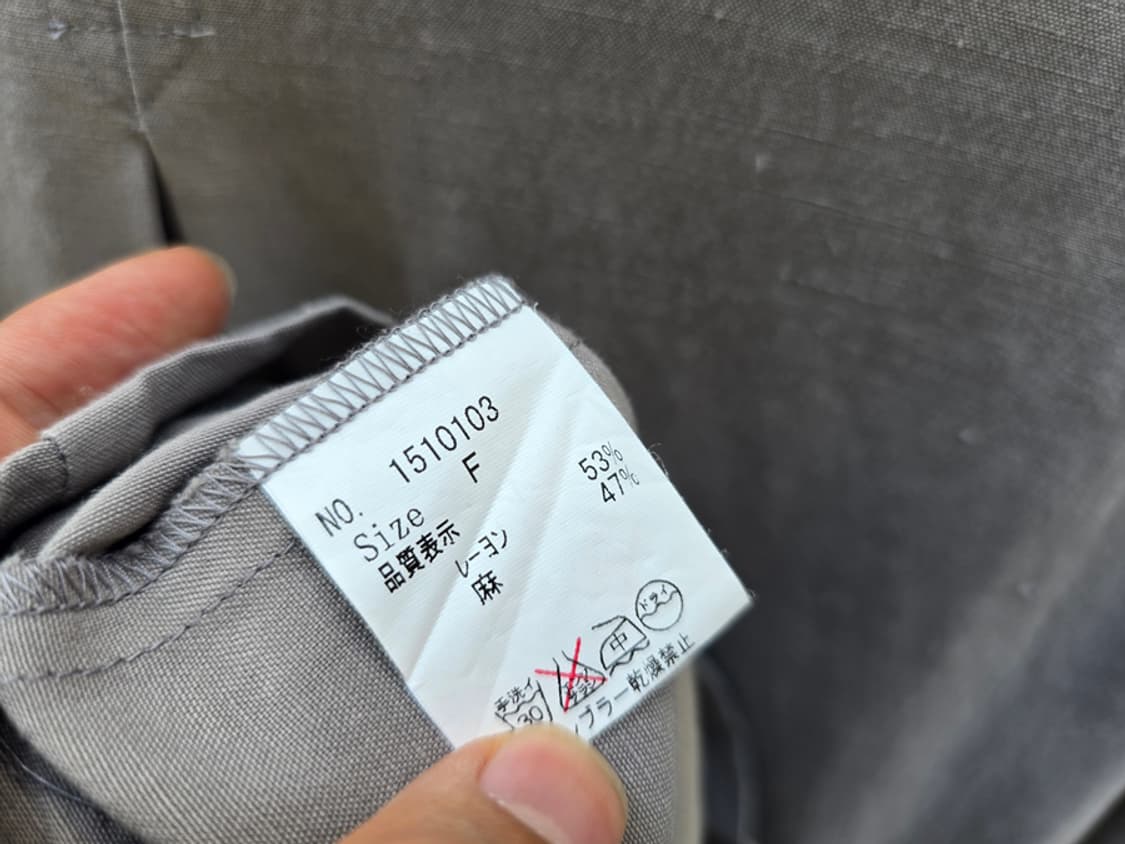 NO. 1510103
Size F
品質表示
レーヨン 53%
麻 47%
手洗イ 30 中 ドライ
ンブラー乾燥禁止